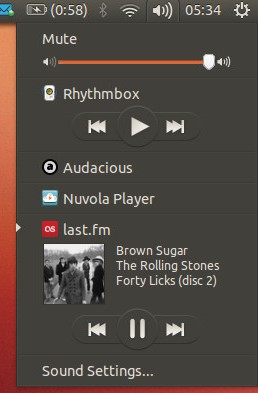 (0:58) 05:34
Mute
Rhythmbox
Audacious
Nuvola Player
last.fm
Brown Sugar
The Rolling Stones
Forty Licks (disc 2)
Sound Settings...